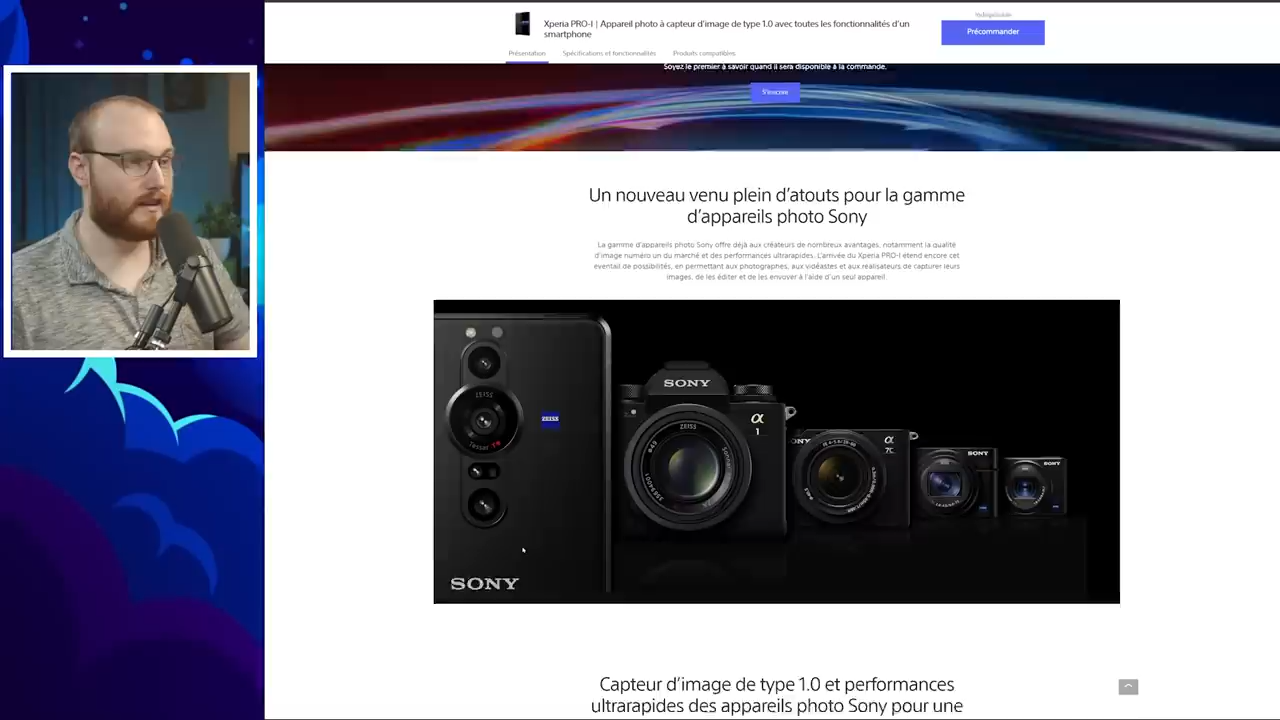 Xperia PRO-I | Appareil photo à capteur d'image de type 1.0 avec toutes les fonctionnalités d'un
smartphone
Précommander
Présentation
Spécifications et fonctionnalités
Produits compatibles
Soyez le premier à savoir quand il sera disponible à la commande.
S'inscrire
Un nouveau venu plein d'atouts pour la gamme
d'appareils photo Sony
La gamme d'appareils photo Sony offre déjà aux créateurs de nombreux avantages, notamment la qualité
d'image numéro un du marché et des performances ultrarapides. L'arrivée du Xperia PRO-I étend encore cet
éventail de possibilités, en permettant aux photographes, aux vidéastes et aux réalisateurs de capturer leurs
images, de les éditer et de les envoyer à l'aide d'un seul appareil.
ZEISS
Tessar T*
ZEISS
SONY
SONY
α
1
ZEISS
Sonnar
SONY
α
7C
SONY
SONY
Capteur d'image de type 1.0 et performances
ultrarapides des appareils photo Sony pour une